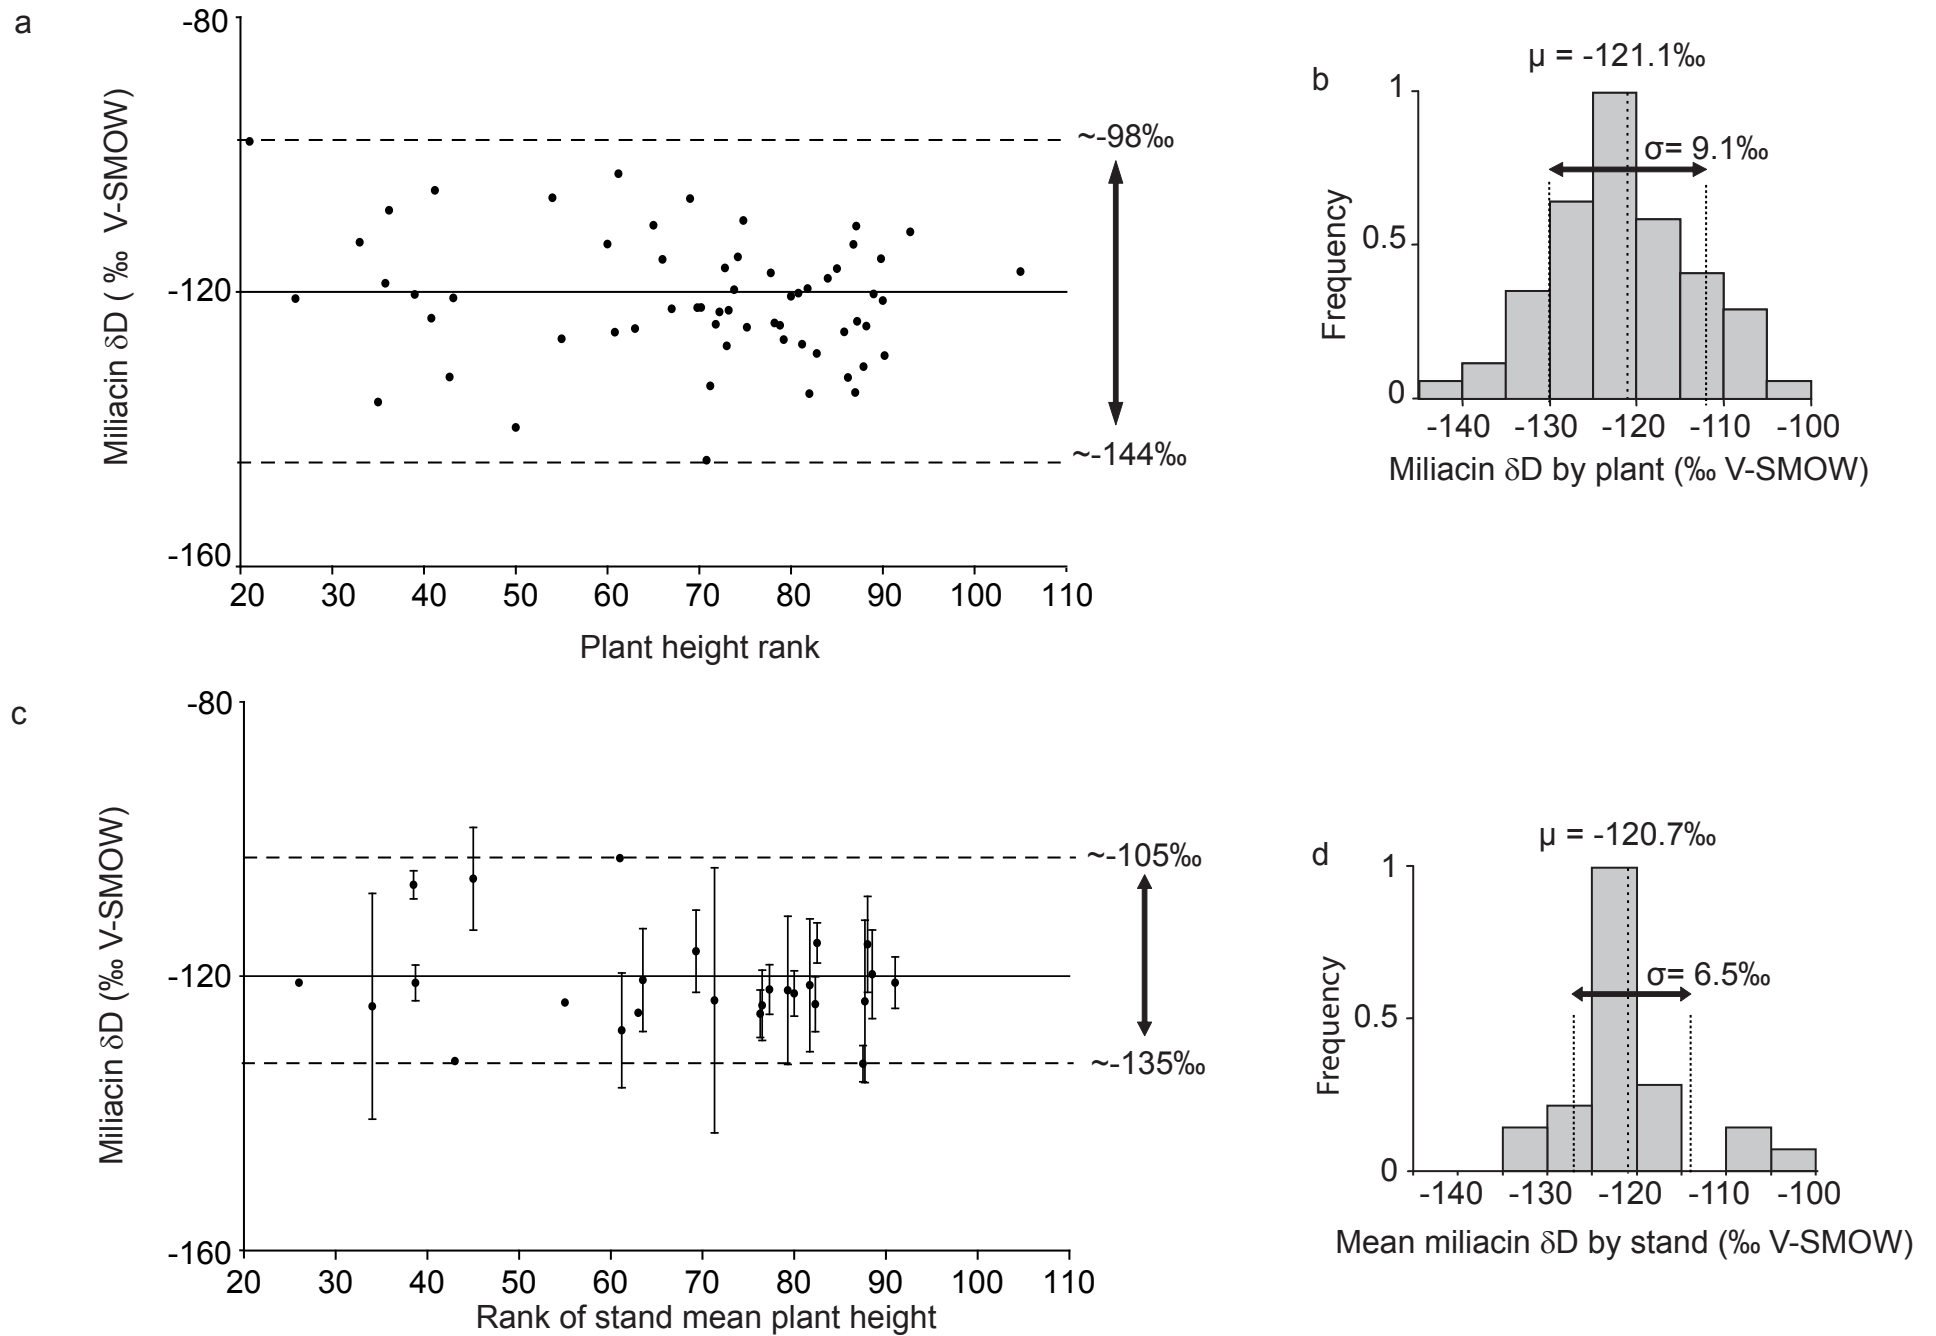 a
-80
-120
-160
Miliacin δD ( ‰ V-SMOW)
~-98‰
~-144‰
20 30 40 50 60 70 80 90 100 110
Plant height rank
b
μ = -121.1‰
σ= 9.1‰
1
0.5
0
Frequency
-140 -130 -120 -110 -100
Miliacin δD by plant (‰ V-SMOW)
c
-80
-120
-160
Miliacin δD (‰ V-SMOW)
~-105‰
~-135‰
20 30 40 50 60 70 80 90 100 110
Rank of stand mean plant height
d
μ = -120.7‰
σ= 6.5‰
1
0.5
0
Frequency
-140 -130 -120 -110 -100
Mean miliacin δD by stand (‰ V-SMOW)